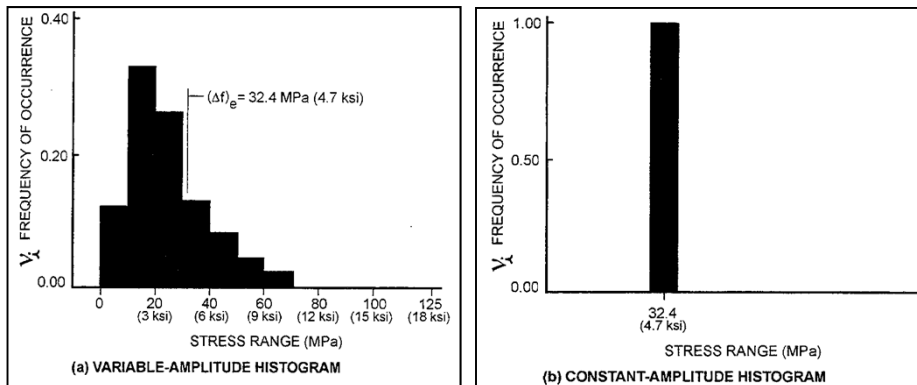 0.40
0.20
0.00
νi FREQUENCY OF OCCURRENCE
(Δf)e = 32.4 MPa (4.7 ksi)
0 20 40 60 80 100 125
(3 ksi) (6 ksi) (9 ksi) (12 ksi) (15 ksi) (18 ksi)
STRESS RANGE (MPa)
(a) VARIABLE-AMPLITUDE HISTOGRAM
1.00
0.50
0.00
νi FREQUENCY OF OCCURRENCE
32.4
(4.7 ksi)
STRESS RANGE (MPa)
(b) CONSTANT-AMPLITUDE HISTOGRAM